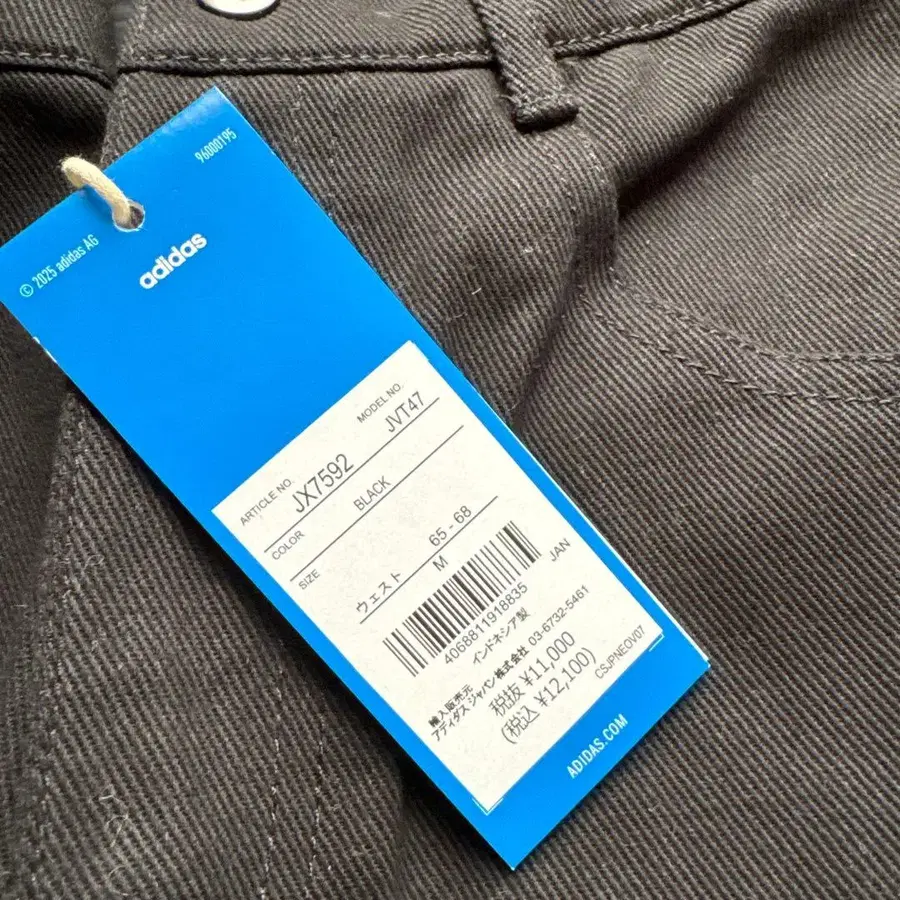 96000195
© 2025 adidas AG
adidas
ARTICLE NO.
MODEL NO.
JX7592
JVT47
COLOR
BLACK
SIZE
ウェスト
65 - 68
M
JAN
4068811918835
インドネシア製
輸入販売元
アディダス ジャパン株式会社 03-6732-5461
税抜 ¥11,000
(税込 ¥12,100)
CSJPNEOV07
ADIDAS.COM